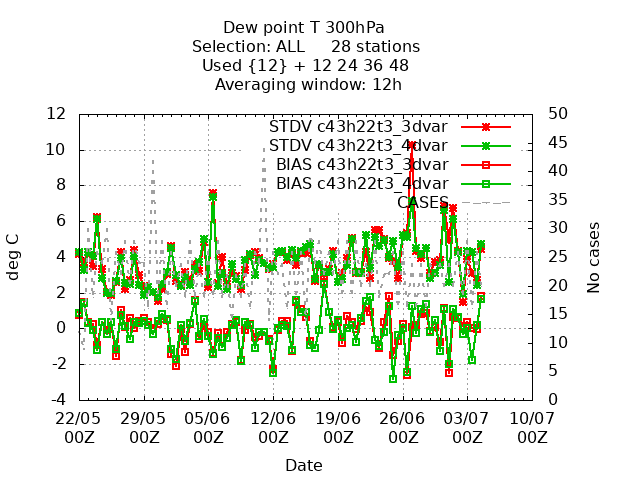 Dew point T 300hPa
Selection: ALL 28 stations
Used {12} + 12 24 36 48
Averaging window: 12h
STDV c43h22t3_3dvar
STDV c43h22t3_4dvar
BIAS c43h22t3_3dvar
BIAS c43h22t3_4dvar
CASES
deg C
12
10
8
6
4
2
0
-2
-4
No cases
50
45
40
35
30
25
20
15
10
5
0
22/05 29/05 05/06 12/06 19/06 26/06 03/07 10/07
00Z 00Z 00Z 00Z 00Z 00Z 00Z 00Z
Date